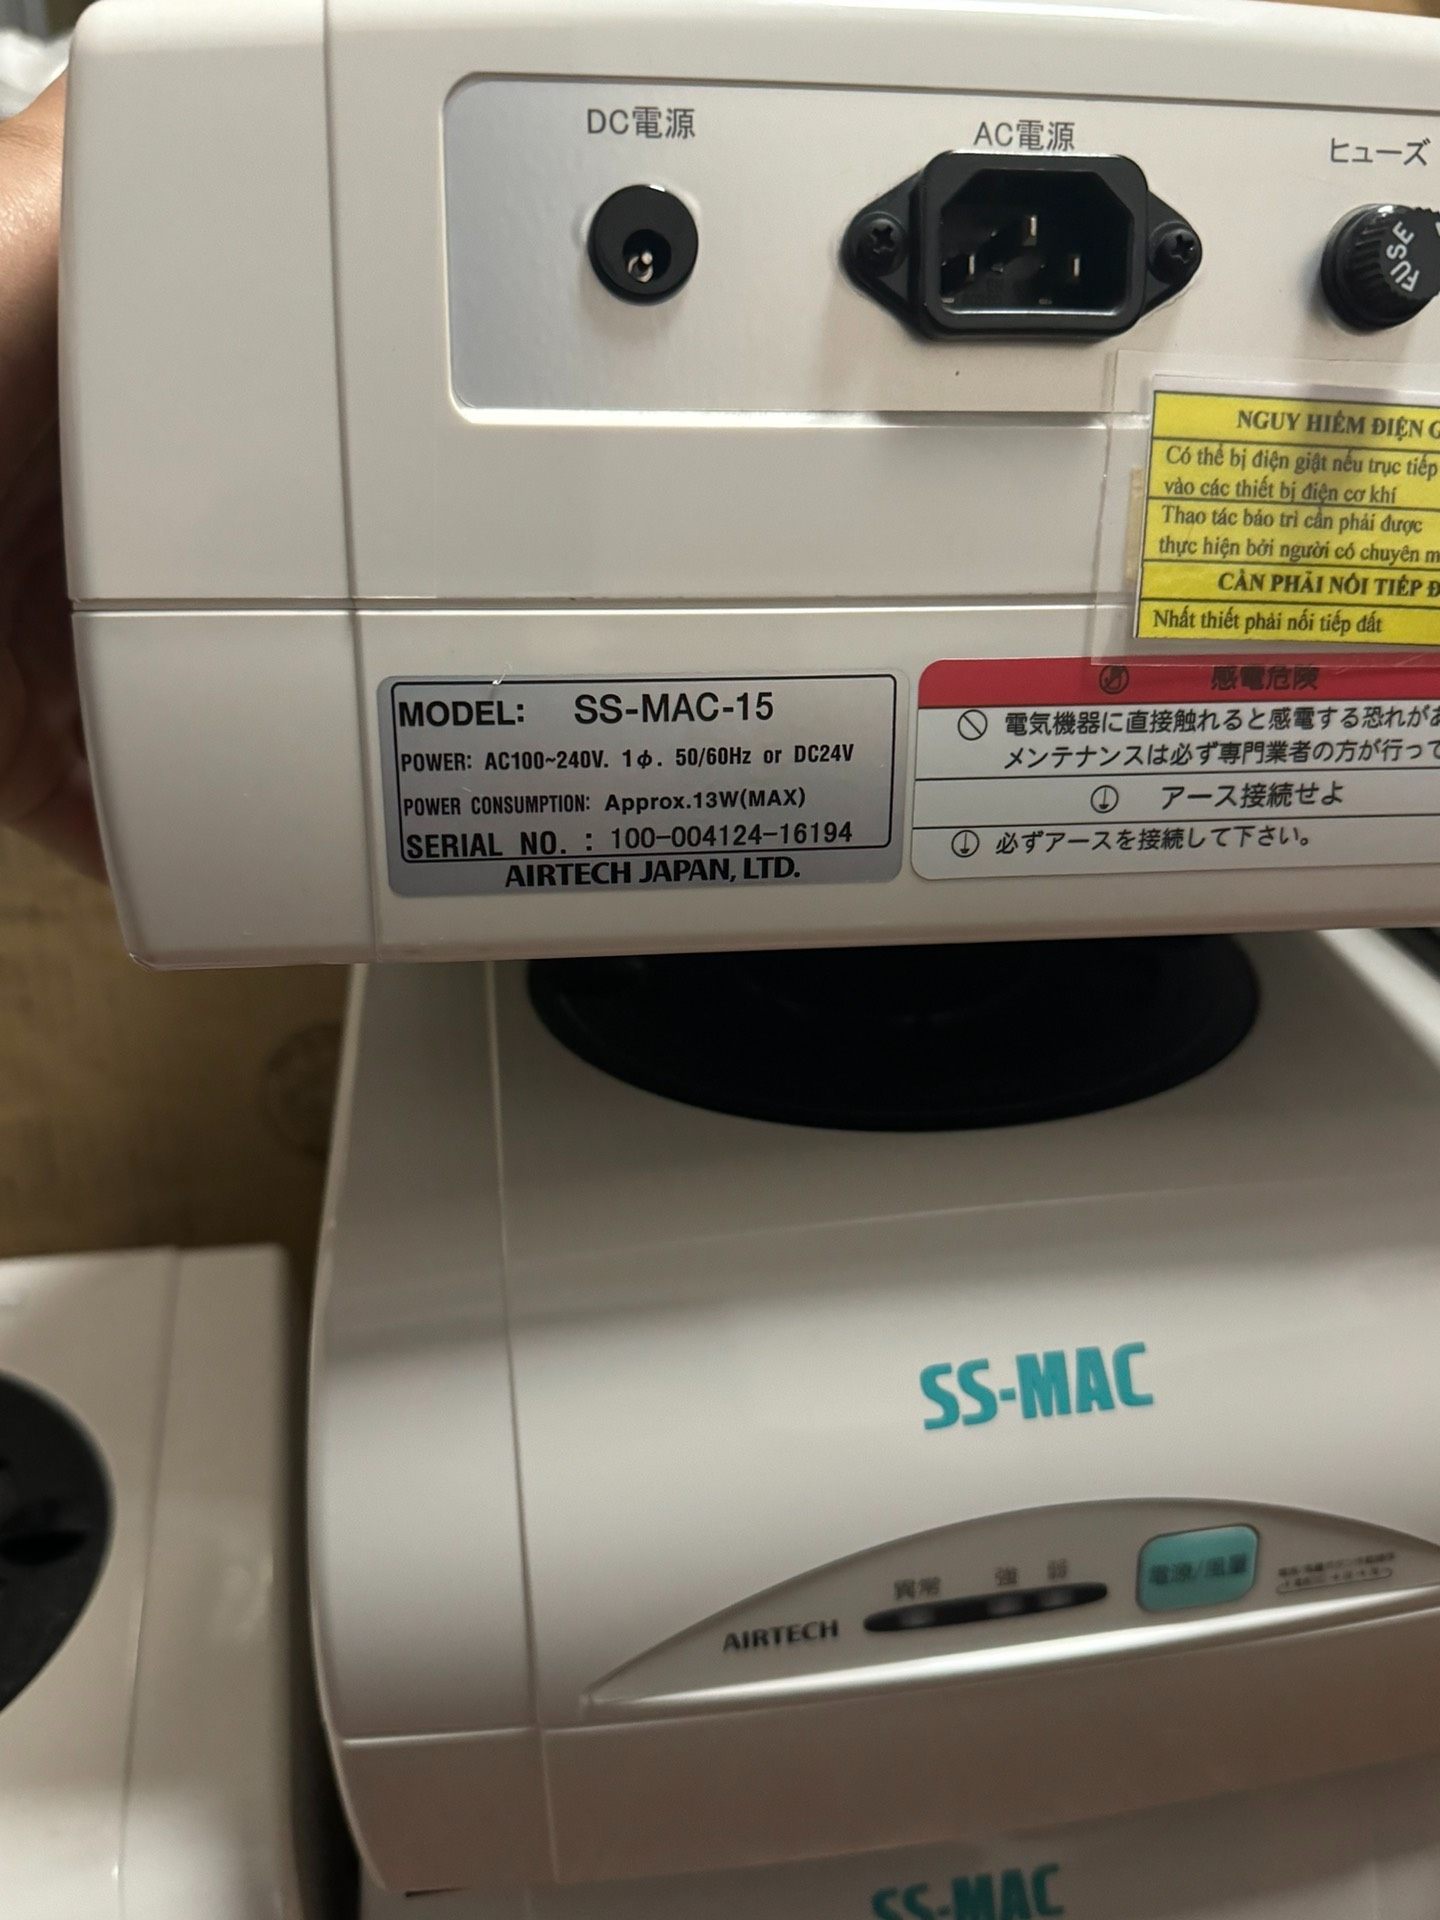 DC電源
AC電源
ヒューズ
FUSE
NGUY HIỂM ĐIỆN G
Có thể bị điện giật nếu trục tiếp
vào các thiết bị điện cơ khí
Thao tác bảo trì cần phải được
thực hiện bởi người có chuyên m
CẦN PHẢI NỐI TIẾP Đ
Nhất thiết phải nối tiếp đất
MODEL: SS-MAC-15
POWER: AC100~240V. 1φ. 50/60Hz or DC24V
POWER CONSUMPTION: Approx.13W(MAX)
SERIAL NO. : 100-004124-16194
AIRTECH JAPAN, LTD.
感電危険
電気機器に直接触れると感電する恐れがあ
メンテナンスは必ず専門業者の方が行って
アース接続せよ
必ずアースを接続して下さい。
SS-MAC
異常 強 弱
電源/風量
AIRTECH
SS-MAC